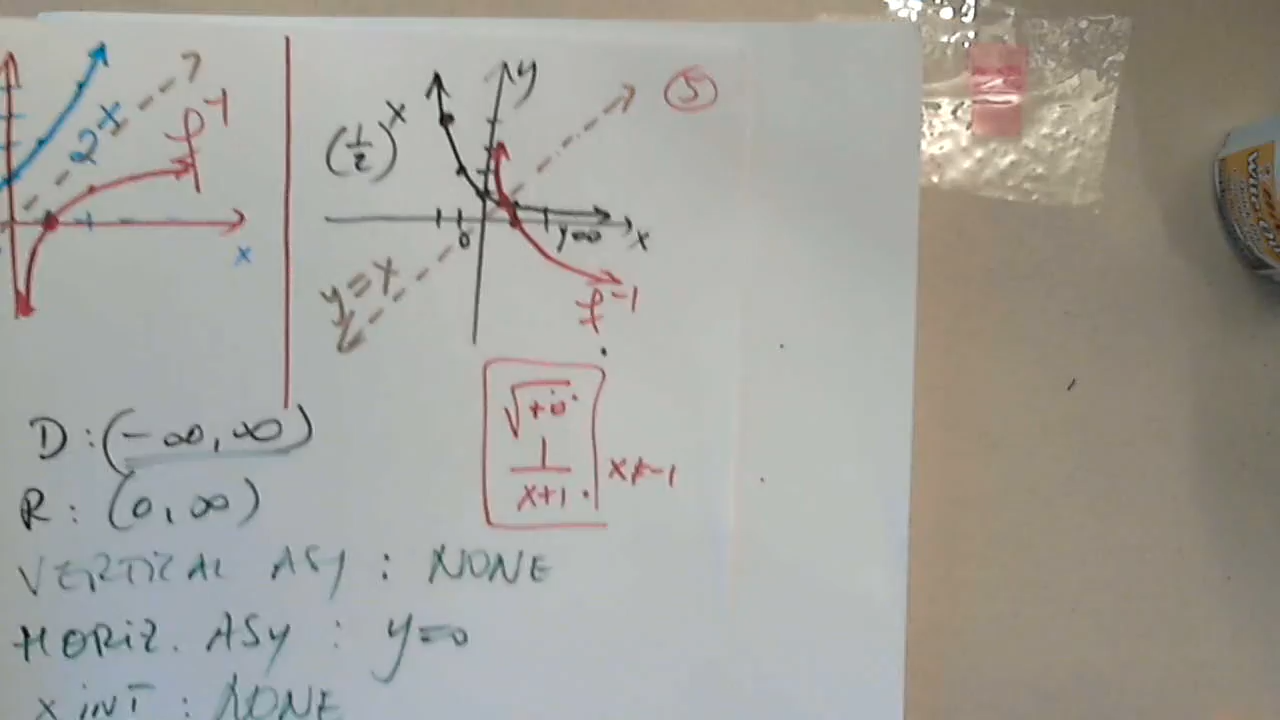 2^x
f^-1
x
(1/2)^x
y
5
0
y=0
x
y=x
f^-1
√+0
1/x+1
x≠-1
D:(-∞,∞)
R:(0,∞)
VERTICAL ASY : NONE
HORIZ. ASY : y=0
x INT : NONE